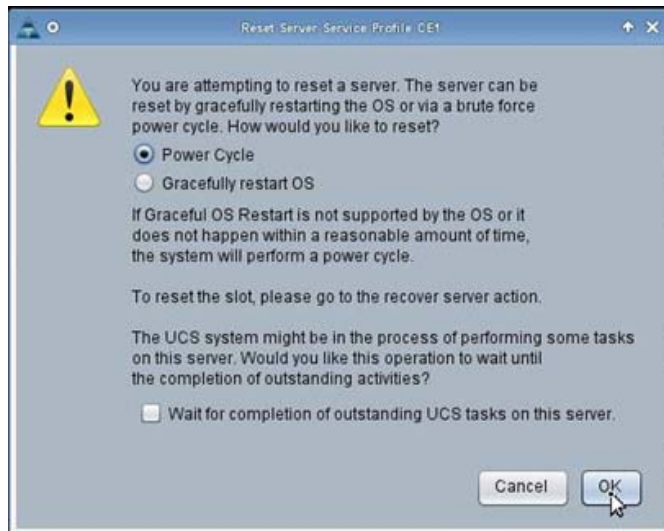 Reset Server Service Profile CE1
You are attempting to reset a server. The server can be
reset by gracefully restarting the OS or via a brute force
power cycle. How would you like to reset?
Power Cycle
Gracefully restart OS
If Graceful OS Restart is not supported by the OS or it
does not happen within a reasonable amount of time,
the system will perform a power cycle.
To reset the slot, please go to the recover server action.
The UCS system might be in the process of performing some tasks
on this server. Would you like this operation to wait until
the completion of outstanding activities?
Wait for completion of outstanding UCS tasks on this server.
Cancel
OK